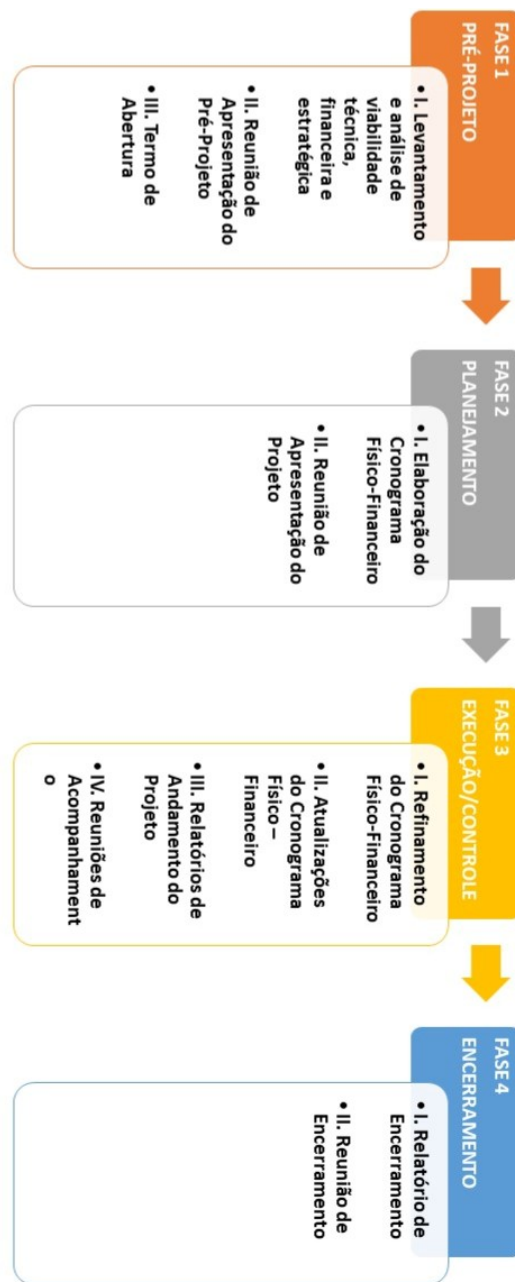 FASE 1
PRÉ-PROJETO
• I. Levantamento
e análise de
viabilidade
técnica,
financeira e
estratégica
• II. Reunião de
Apresentação do
Pré-Projeto
• III. Termo de
Abertura
FASE 2
PLANEJAMENTO
• I. Elaboração do
Cronograma
Físico-Financeiro
• II. Reunião de
Apresentação do
Projeto
FASE 3
EXECUÇÃO/CONTROLE
• I. Refinamento
do Cronograma
Físico-Financeiro
• II. Atualizações
do Cronograma
Físico –
Financeiro
• III. Relatórios de
Andamento do
Projeto
• IV. Reuniões de
Acompanhament
o
FASE 4
ENCERRAMENTO
• I. Relatório de
Encerramento
• II. Reunião de
Encerramento